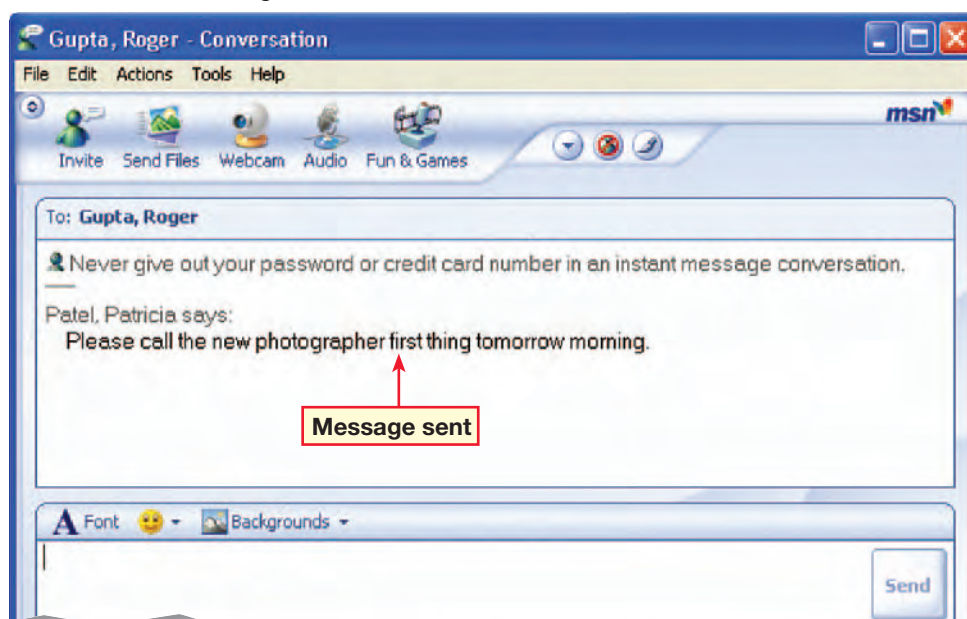 Gupta, Roger - Conversation
File Edit Actions Tools Help
msn
Invite Send Files Webcam Audio Fun & Games
To: Gupta, Roger
Never give out your password or credit card number in an instant message conversation.
Patel, Patricia says:
Please call the new photographer first thing tomorrow morning.
Message sent
A Font Backgrounds
Send